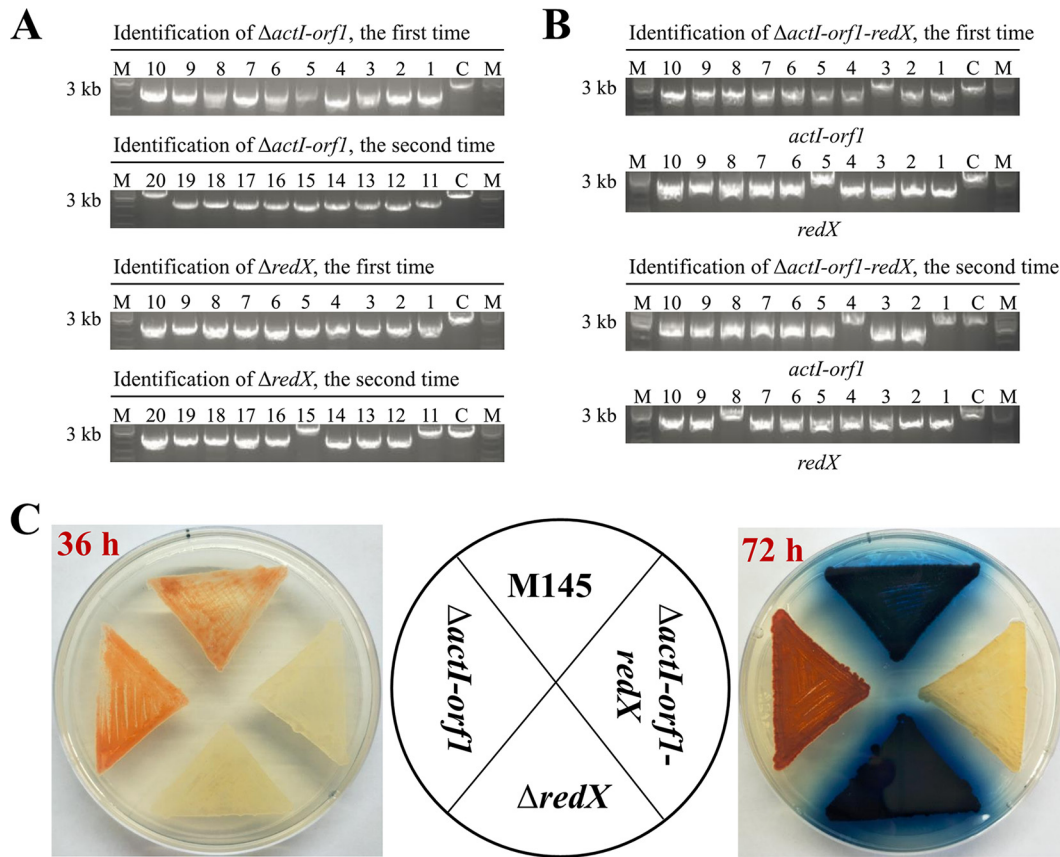 A
Identification of ΔactI-orf1, the first time
M 10 9 8 7 6 5 4 3 2 1 C M
3 kb
Identification of ΔactI-orf1, the second time
M 20 19 18 17 16 15 14 13 12 11 C M
3 kb
Identification of ΔredX, the first time
M 10 9 8 7 6 5 4 3 2 1 C M
3 kb
Identification of ΔredX, the second time
M 20 19 18 17 16 15 14 13 12 11 C M
3 kb
B
Identification of ΔactI-orf1-redX, the first time
M 10 9 8 7 6 5 4 3 2 1 C M
3 kb
actI-orf1
10 9 8 7 6 5 4 3 2 1 C M
3 kb
redX
Identification of ΔactI-orf1-redX, the second time
M 10 9 8 7 6 5 4 3 2 1 C M
3 kb
actI-orf1
M 10 9 8 7 6 5 4 3 2 1 C M
3 kb
redX
C
36 h
M145
ΔactI-orf1
ΔactI-orf1-
redX
ΔredX
72 h